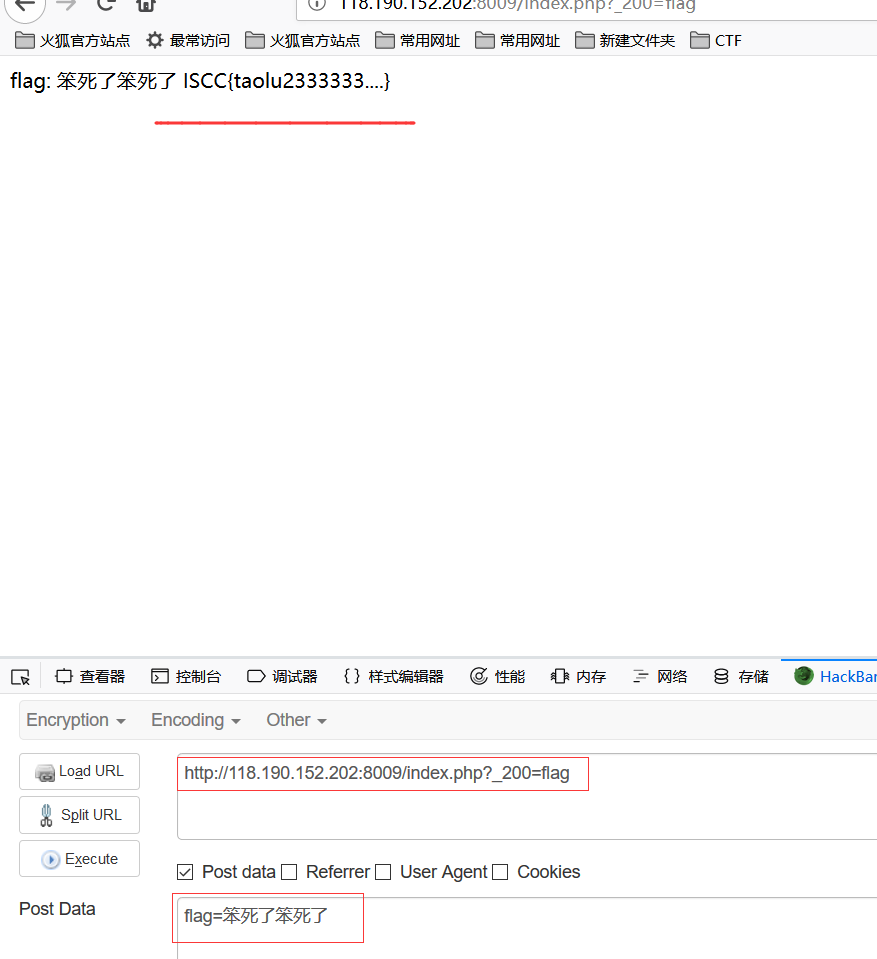 118.190.152.202:8009/index.php?_200=flag
火狐官方站点 最常访问 火狐官方站点 常用网址 常用网址 新建文件夹 CTF
flag: 笨死了笨死了 ISCC{taolu2333333....}
查看器 控制台 调试器 { } 样式编辑器 性能 内存 网络 存储 HackBar
Encryption Encoding Other
Load URL http://118.190.152.202:8009/index.php?_200=flag
Split URL
Execute
Post data Referrer User Agent Cookies
Post Data flag=笨死了笨死了